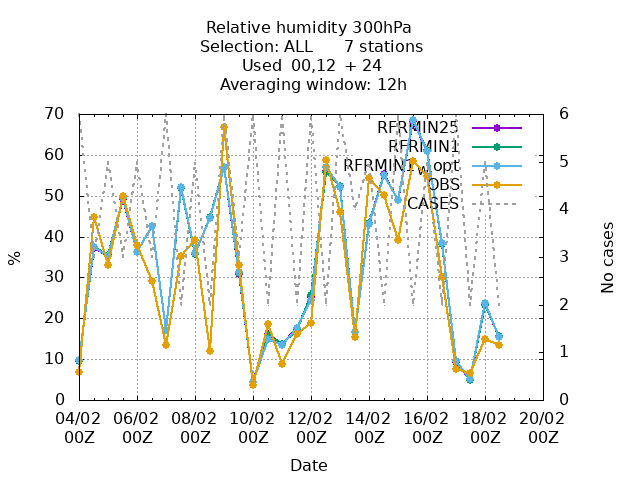 Relative humidity 300hPa
Selection: ALL 7 stations
Used 00,12 + 24
Averaging window: 12h
70 6
RFRMIN25
RFRMIN1
60 5
RFRMIN1_w_opt
OBS
50
CASES
4
40
% 3 No cases
30
2
20
1
10
0 0
04/02 06/02 08/02 10/02 12/02 14/02 16/02 18/02 20/02
00Z 00Z 00Z 00Z 00Z 00Z 00Z 00Z 00Z
Date